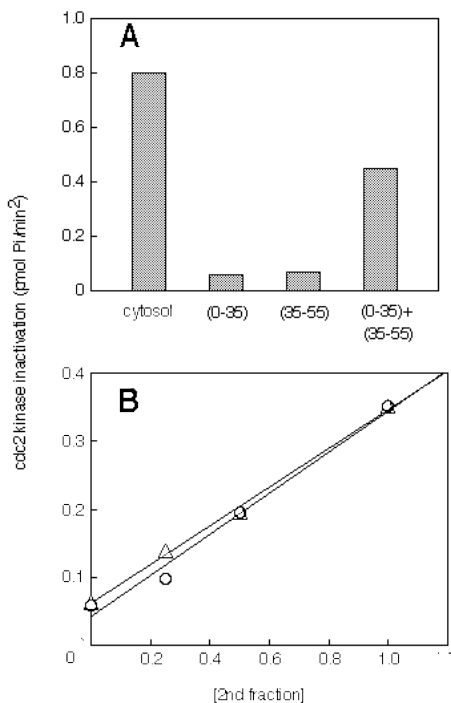 A
1.0
0.8
0.6
0.4
0.2
0
cytosol (0-35) (35-55) (0-35)+
(35-55)
cdc2 kinase inactivation (pmol Pi/min2)
B
0.4
0.3
0.2
0.1
0
0.2 0.4 0.6 0.8 1.0
[2nd fraction]